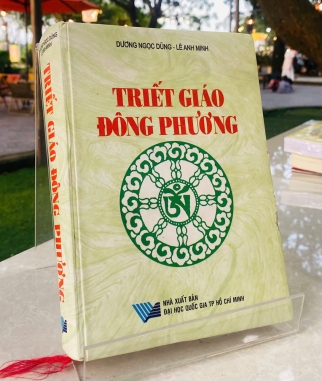 DƯƠNG NGỌC DŨNG - LÊ ANH MINH
TRIẾT GIÁO
ĐÔNG PHƯƠNG
NHÀ XUẤT BẢN
ĐẠI HỌC QUỐC GIA TP HỒ CHÍ MINH
TRIẾT GIÁO ĐÔNG PHƯƠNG